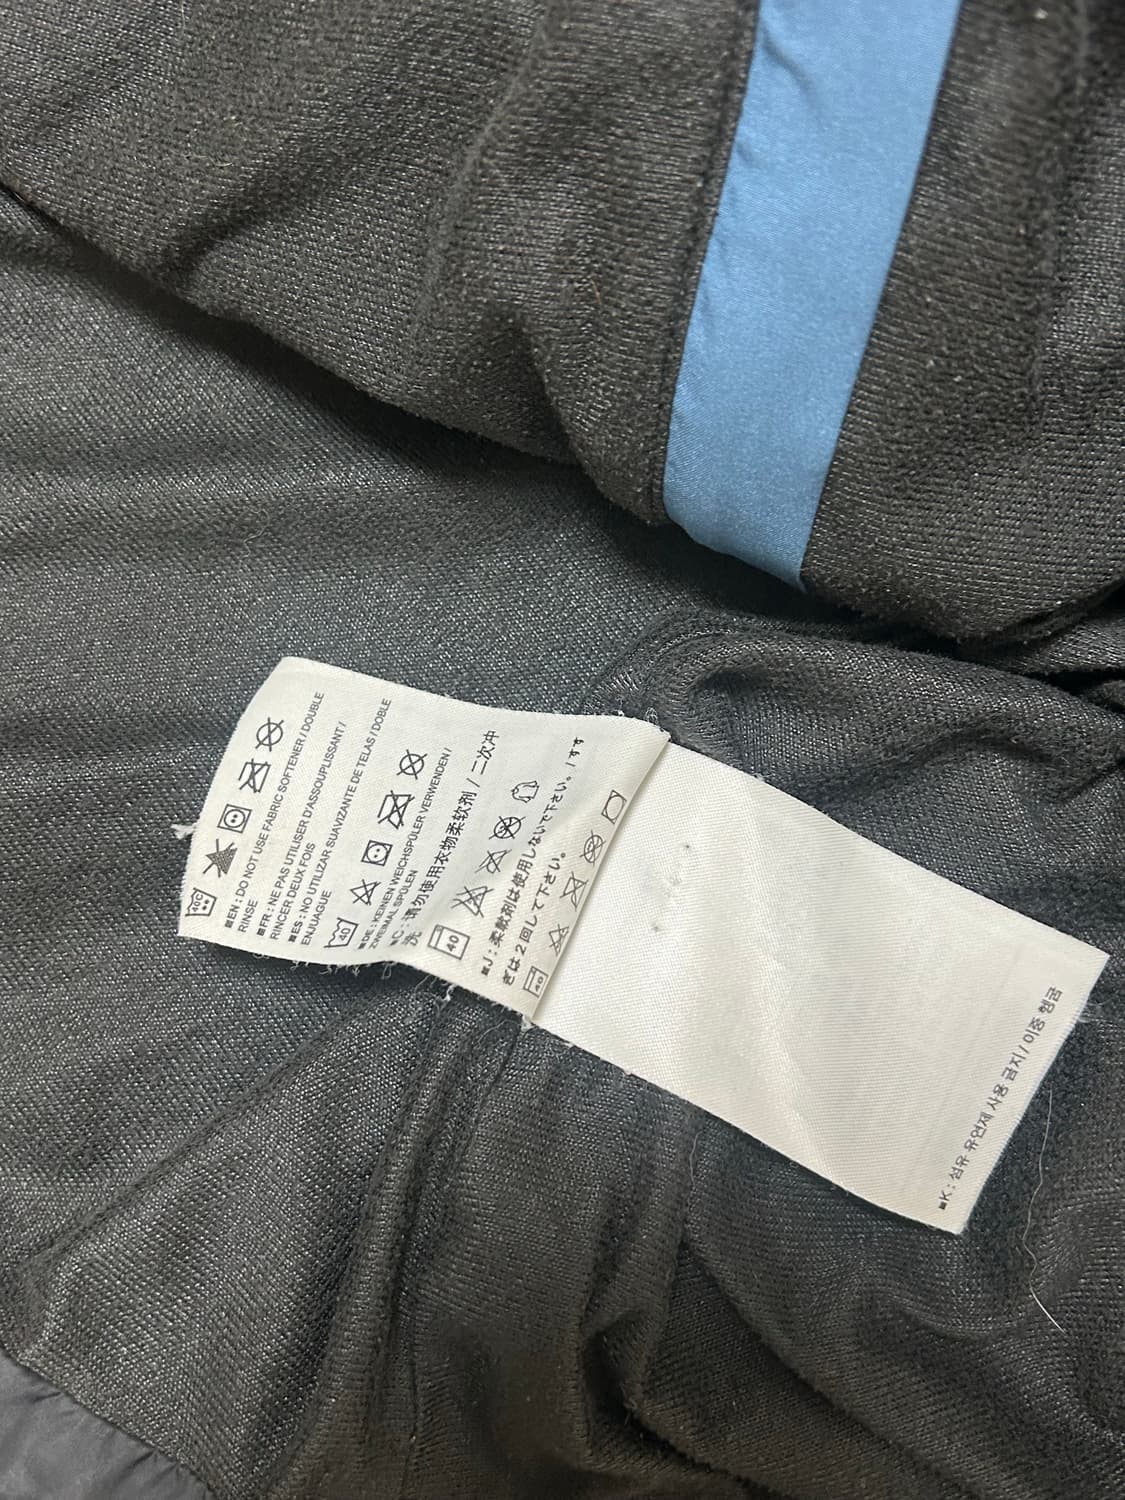 40C
■EN : DO NOT USE FABRIC SOFTENER / DOUBLE
RINSE
■FR : NE PAS UTILISER D'ASSOUPLISSANT /
RINCER DEUX FOIS
■ES : NO UTILIZAR SUAVIZANTE DE TELAS / DOBLE
ENJUAGUE
40
■DE : KEINEN WEICHSPÜLER VERWENDEN /
ZWEIMAL SPÜLEN
■C : 请勿使用衣物柔软剂 / 二次冲
洗
40
■J : 柔軟剤は使用しないで下さい。/ すす
ぎは2回して下さい。
40
■K : 섬유 유연제 사용 금지 / 이중 헹굼